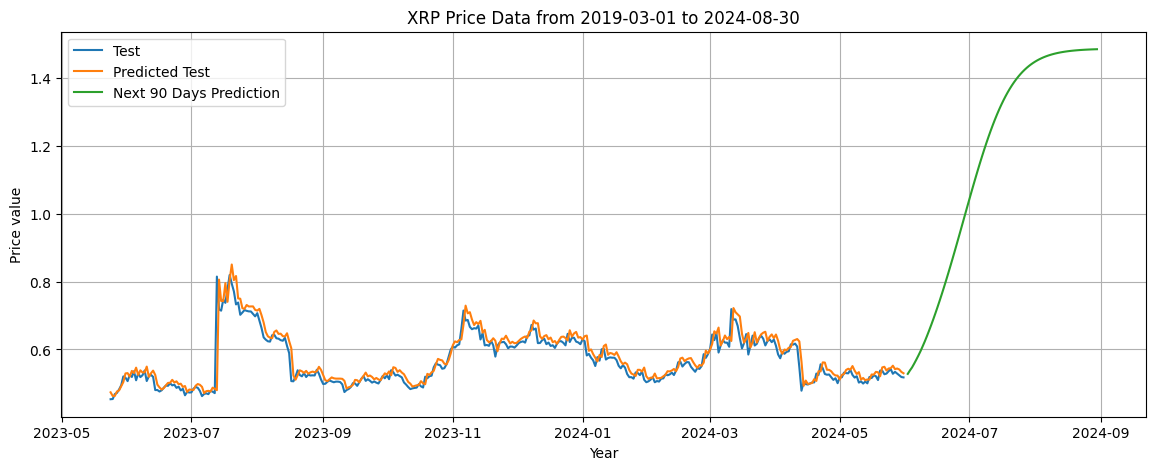 XRP Price Data from 2019-03-01 to 2024-08-30
Test
Predicted Test
Next 90 Days Prediction
Price value
1.4
1.2
1.0
0.8
0.6
2023-05
2023-07
2023-09
2023-11
2024-01
2024-03
2024-05
2024-07
2024-09
Year